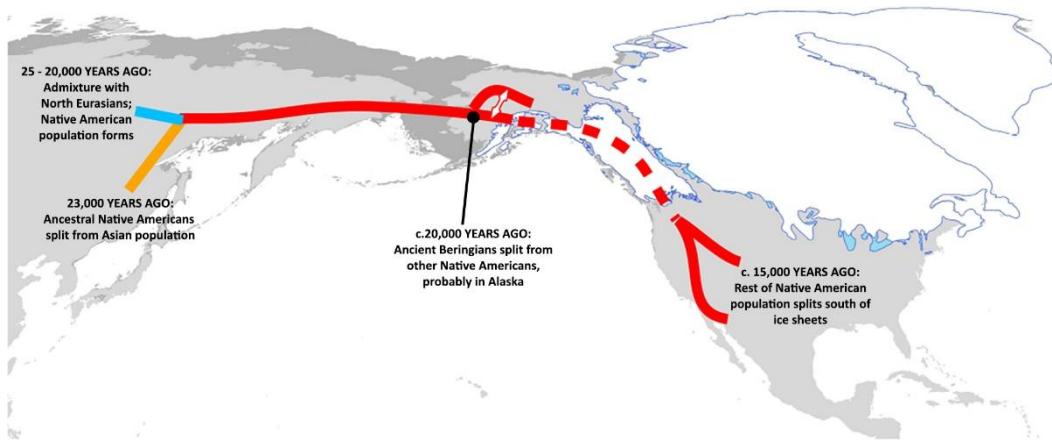 25 - 20,000 YEARS AGO:
Admixture with
North Eurasians;
Native American
population forms
23,000 YEARS AGO:
Ancestral Native Americans
split from Asian population
c.20,000 YEARS AGO:
Ancient Beringians split from
other Native Americans,
probably in Alaska
c. 15,000 YEARS AGO:
Rest of Native American
population splits south of
ice sheets